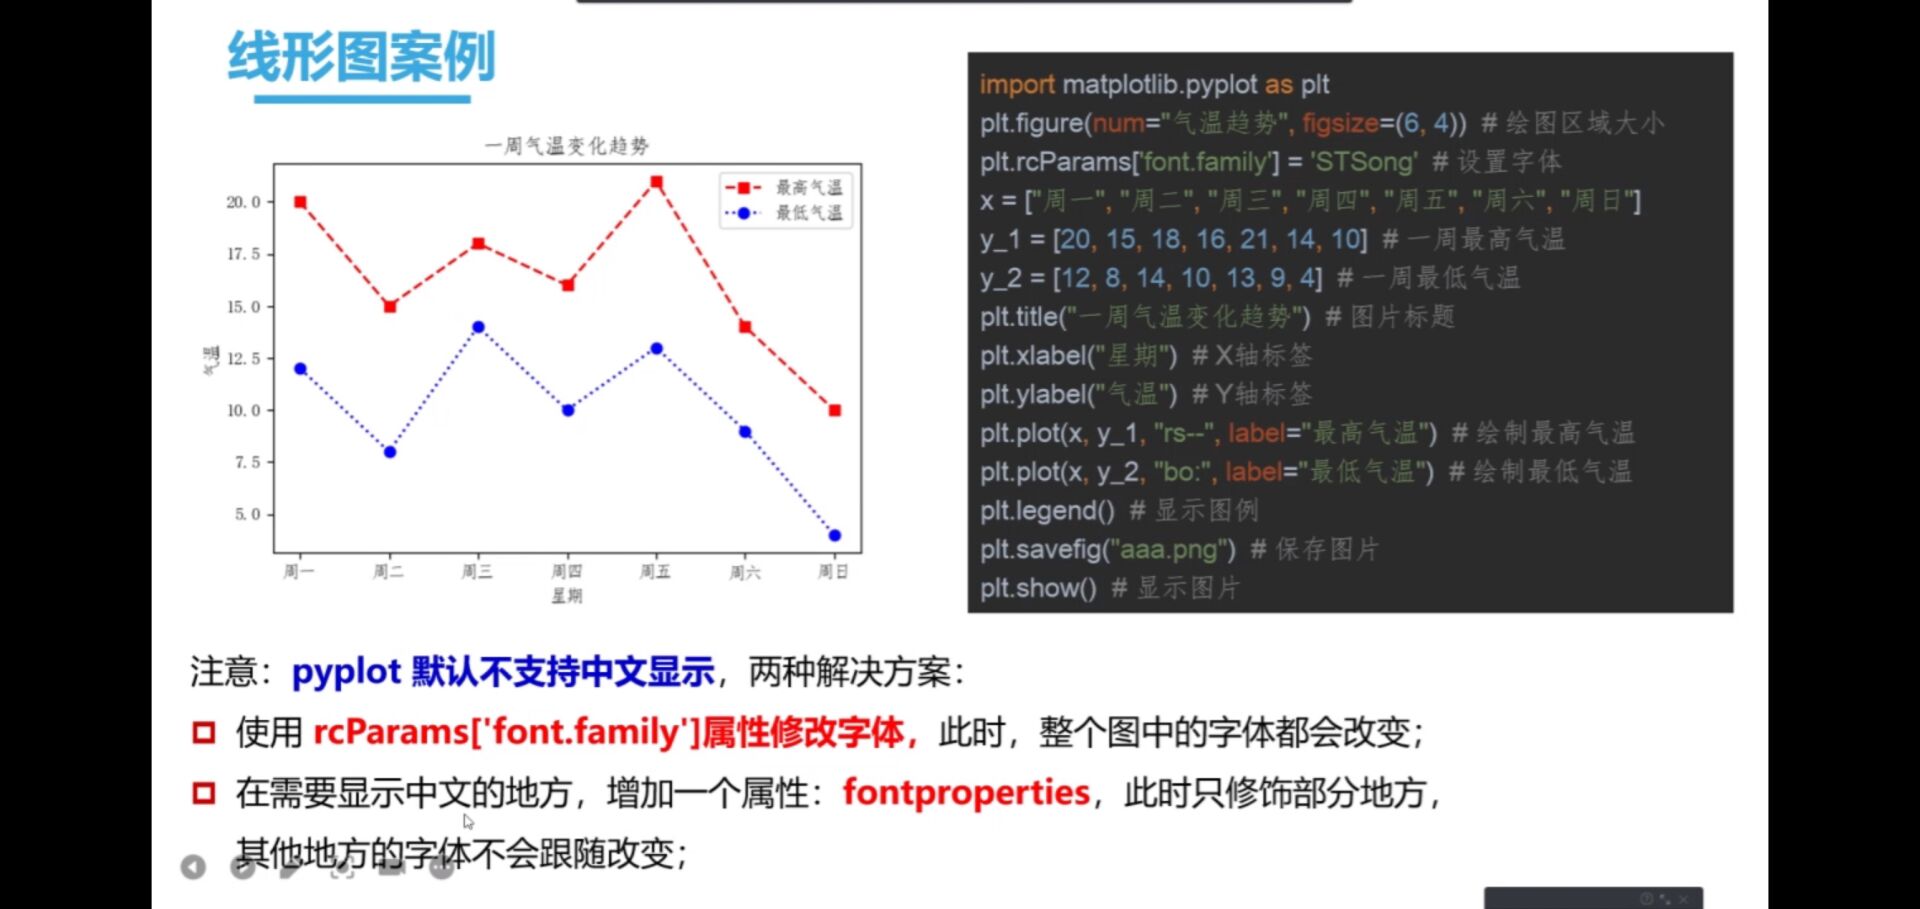 线形图案例
一周气温变化趋势
最高气温
最低气温
20.0
17.5
15.0
12.5
10.0
7.5
5.0
气温
周一 周二 周三 周四 周五 周六 周日
星期
import matplotlib.pyplot as plt
plt.figure(num="气温趋势", figsize=(6, 4)) # 绘图区域大小
plt.rcParams['font.family'] = 'STSong' # 设置字体
x = ["周一", "周二", "周三", "周四", "周五", "周六", "周日"]
y_1 = [20, 15, 18, 16, 21, 14, 10] # 一周最高气温
y_2 = [12, 8, 14, 10, 13, 9, 4] # 一周最低气温
plt.title("一周气温变化趋势") # 图片标题
plt.xlabel("星期") # X轴标签
plt.ylabel("气温") # Y轴标签
plt.plot(x, y_1, "rs--", label="最高气温") # 绘制最高气温
plt.plot(x, y_2, "bo:", label="最低气温") # 绘制最低气温
plt.legend() # 显示图例
plt.savefig("aaa.png") # 保存图片
plt.show() # 显示图片
注意：pyplot 默认不支持中文显示，两种解决方案：
使用 rcParams['font.family']属性修改字体，此时，整个图中的字体都会改变；
在需要显示中文的地方，增加一个属性：fontproperties，此时只修饰部分地方，
其他地方的字体不会跟随改变；